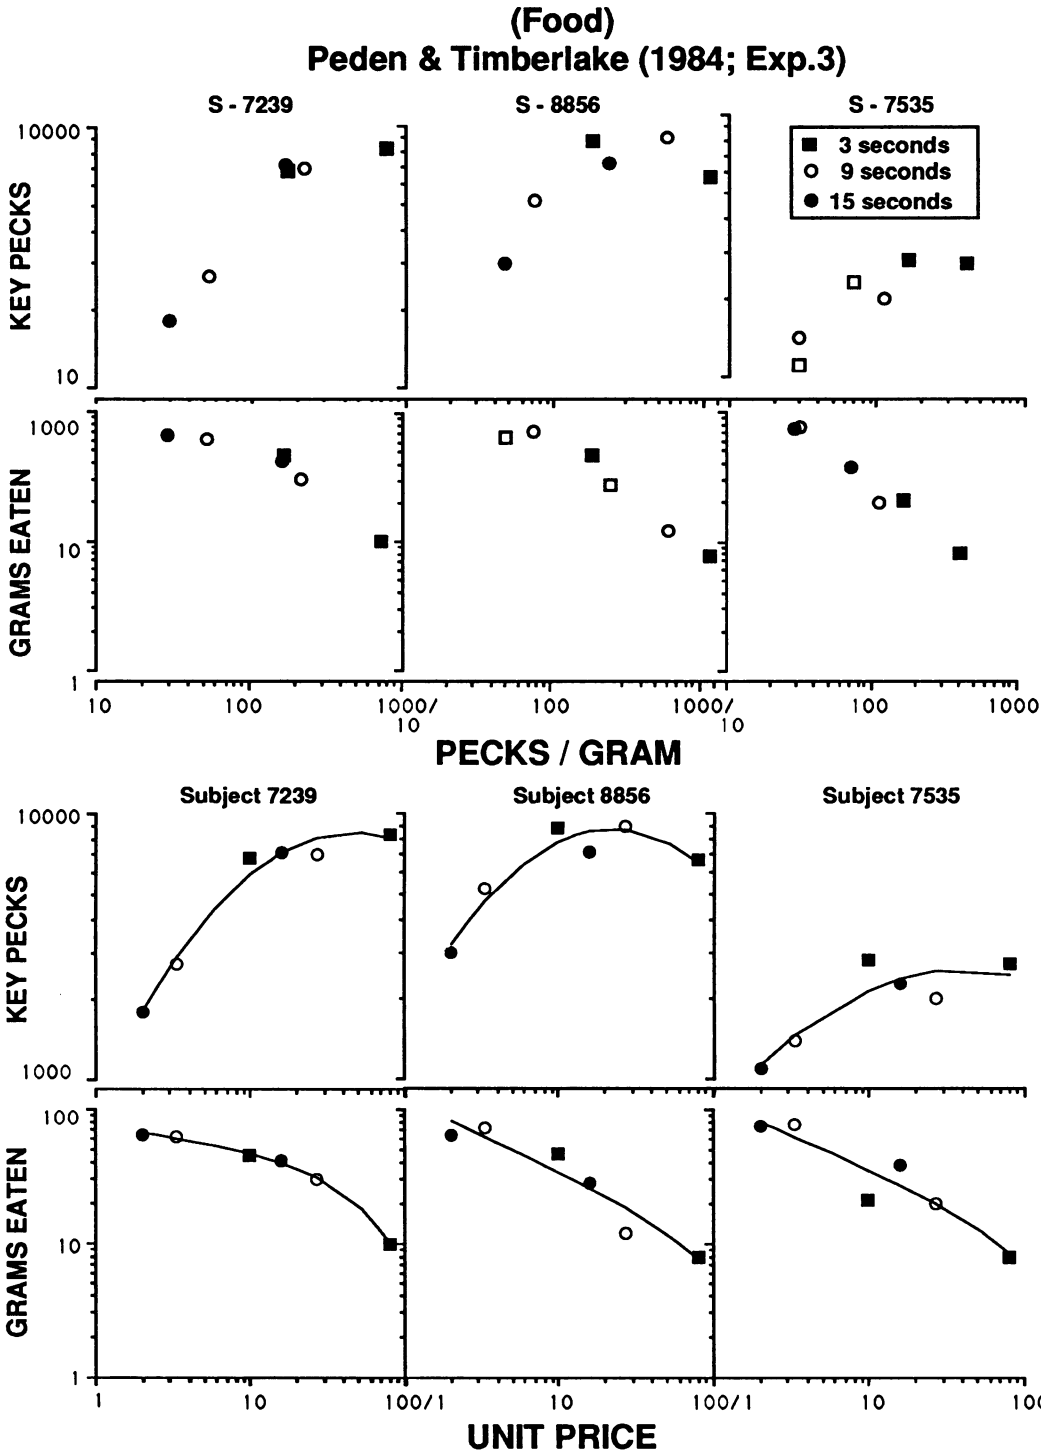 (Food)
Peden & Timberlake (1984; Exp.3)
S - 7239 S - 8856 S - 7535
10000
KEY PECKS
10
3 seconds
9 seconds
15 seconds
1000
GRAMS EATEN
10
1
10 100 1000/ 100 1000/ 100 1000
10 10
PECKS / GRAM
Subject 7239 Subject 8856 Subject 7535
10000
KEY PECKS
1000
100
GRAMS EATEN
10
1
1 10 100/1 10 100/1 10 100
UNIT PRICE